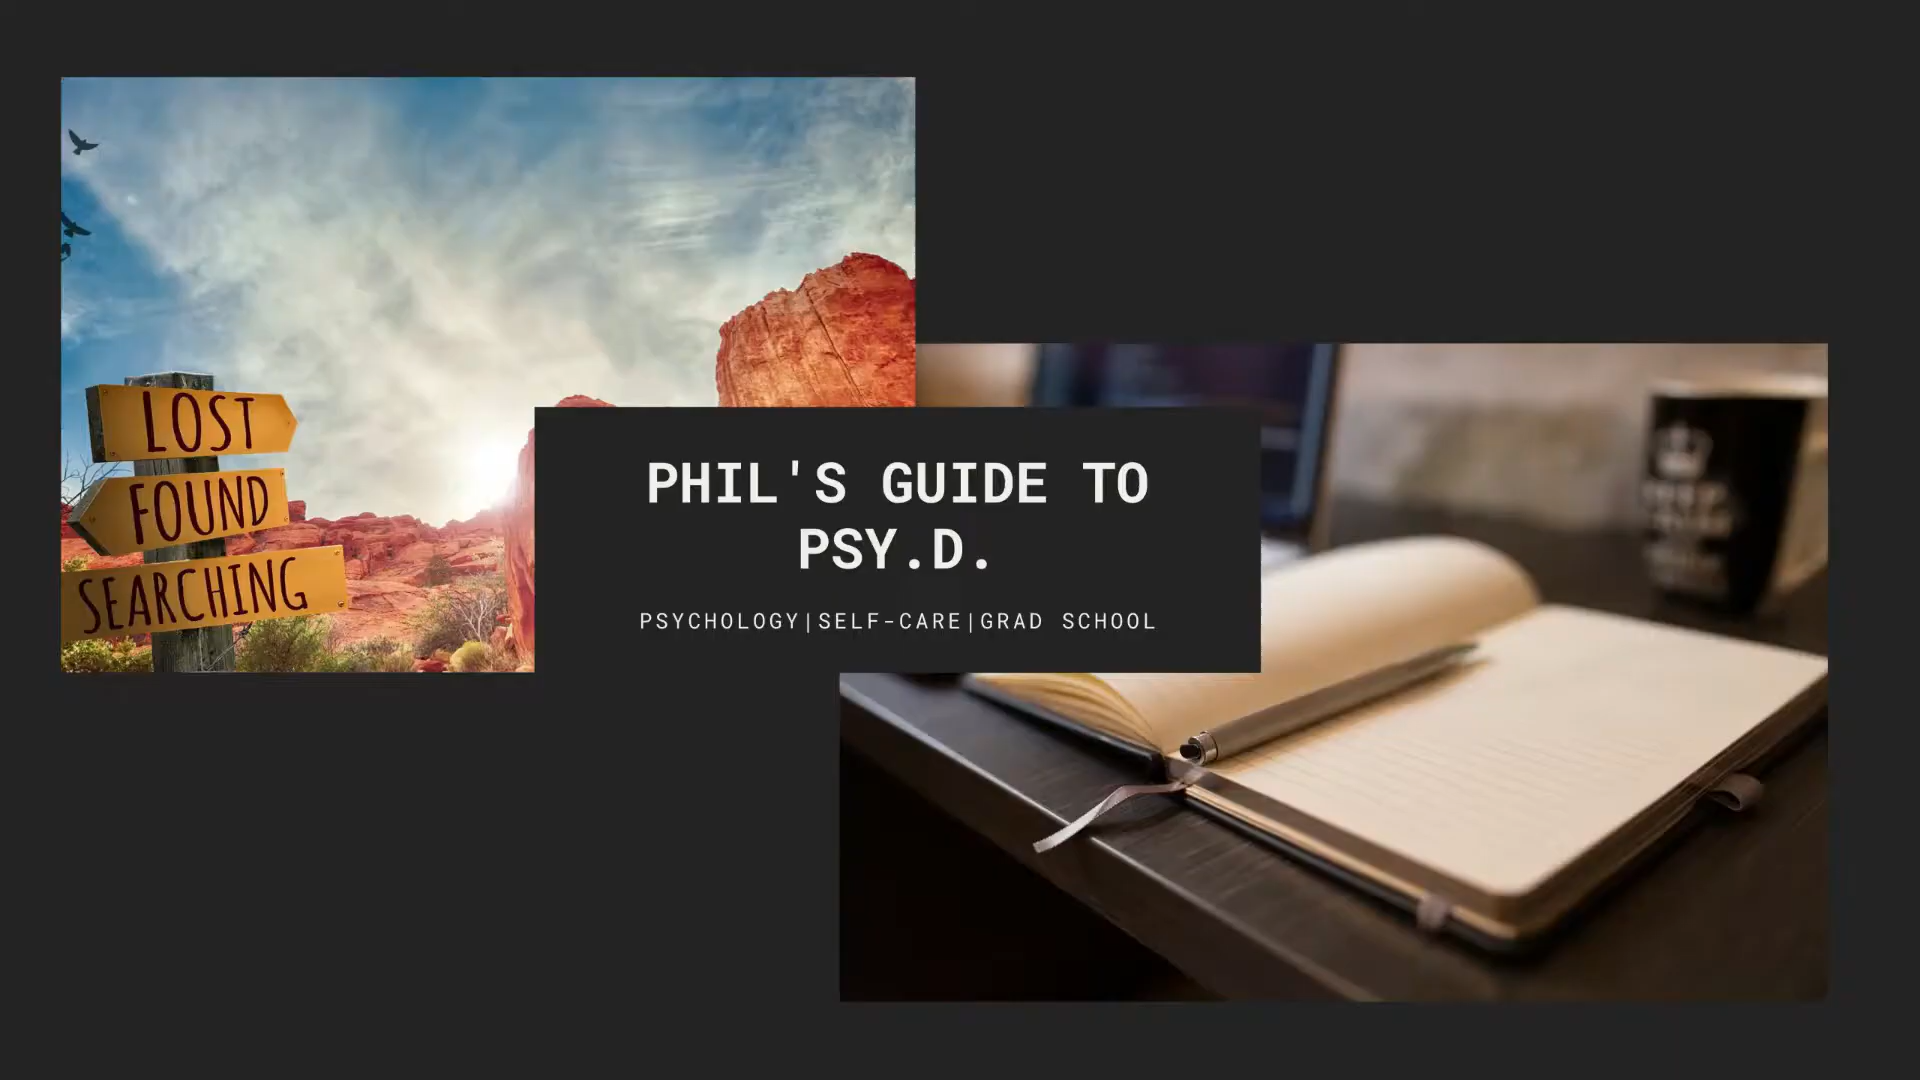 LOST
FOUND
SEARCHING
PHIL'S GUIDE TO
PSY.D.
PSYCHOLOGY|SELF-CARE|GRAD SCHOOL